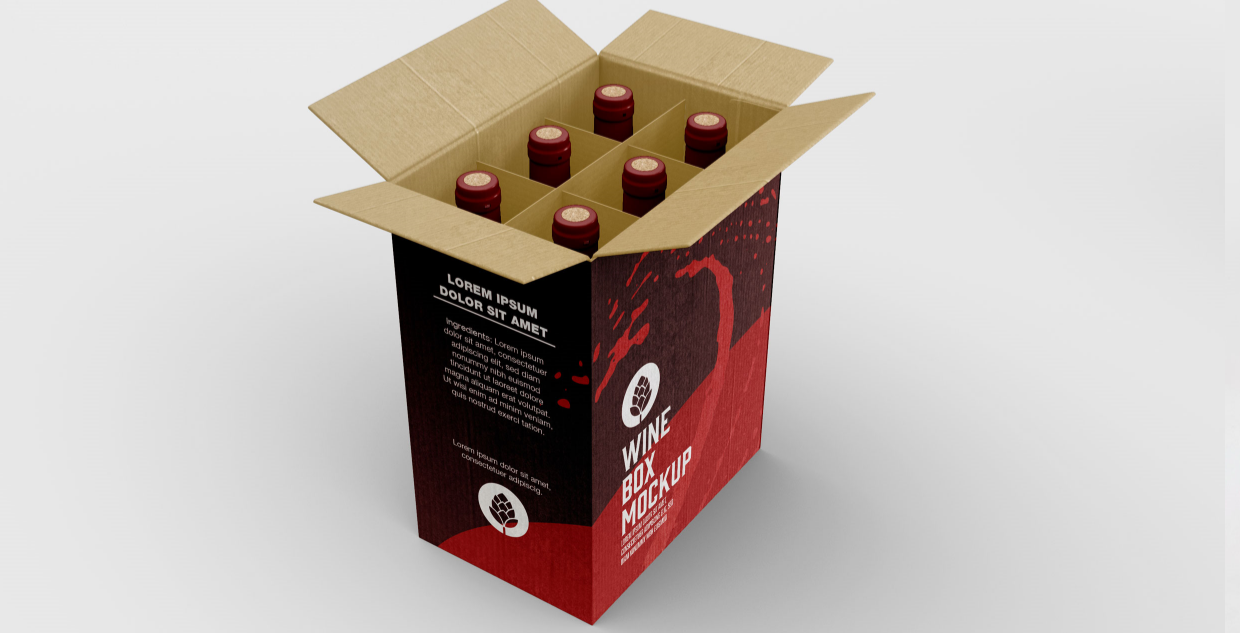 LOREM IPSUM
DOLOR SIT AMET
Ingredients: Lorem ipsum
dolor sit amet, consectetuer
adipiscing elit, sed diam
nonummy nibh euismod
tincidunt ut laoreet dolore
magna aliquam erat volutpat.
Ut wisi enim ad minim veniam,
quis nostrud exerci tation.
Lorem ipsum dolor sit amet,
consectetuer adipiscig.
WINE
BOX
MOCKUP